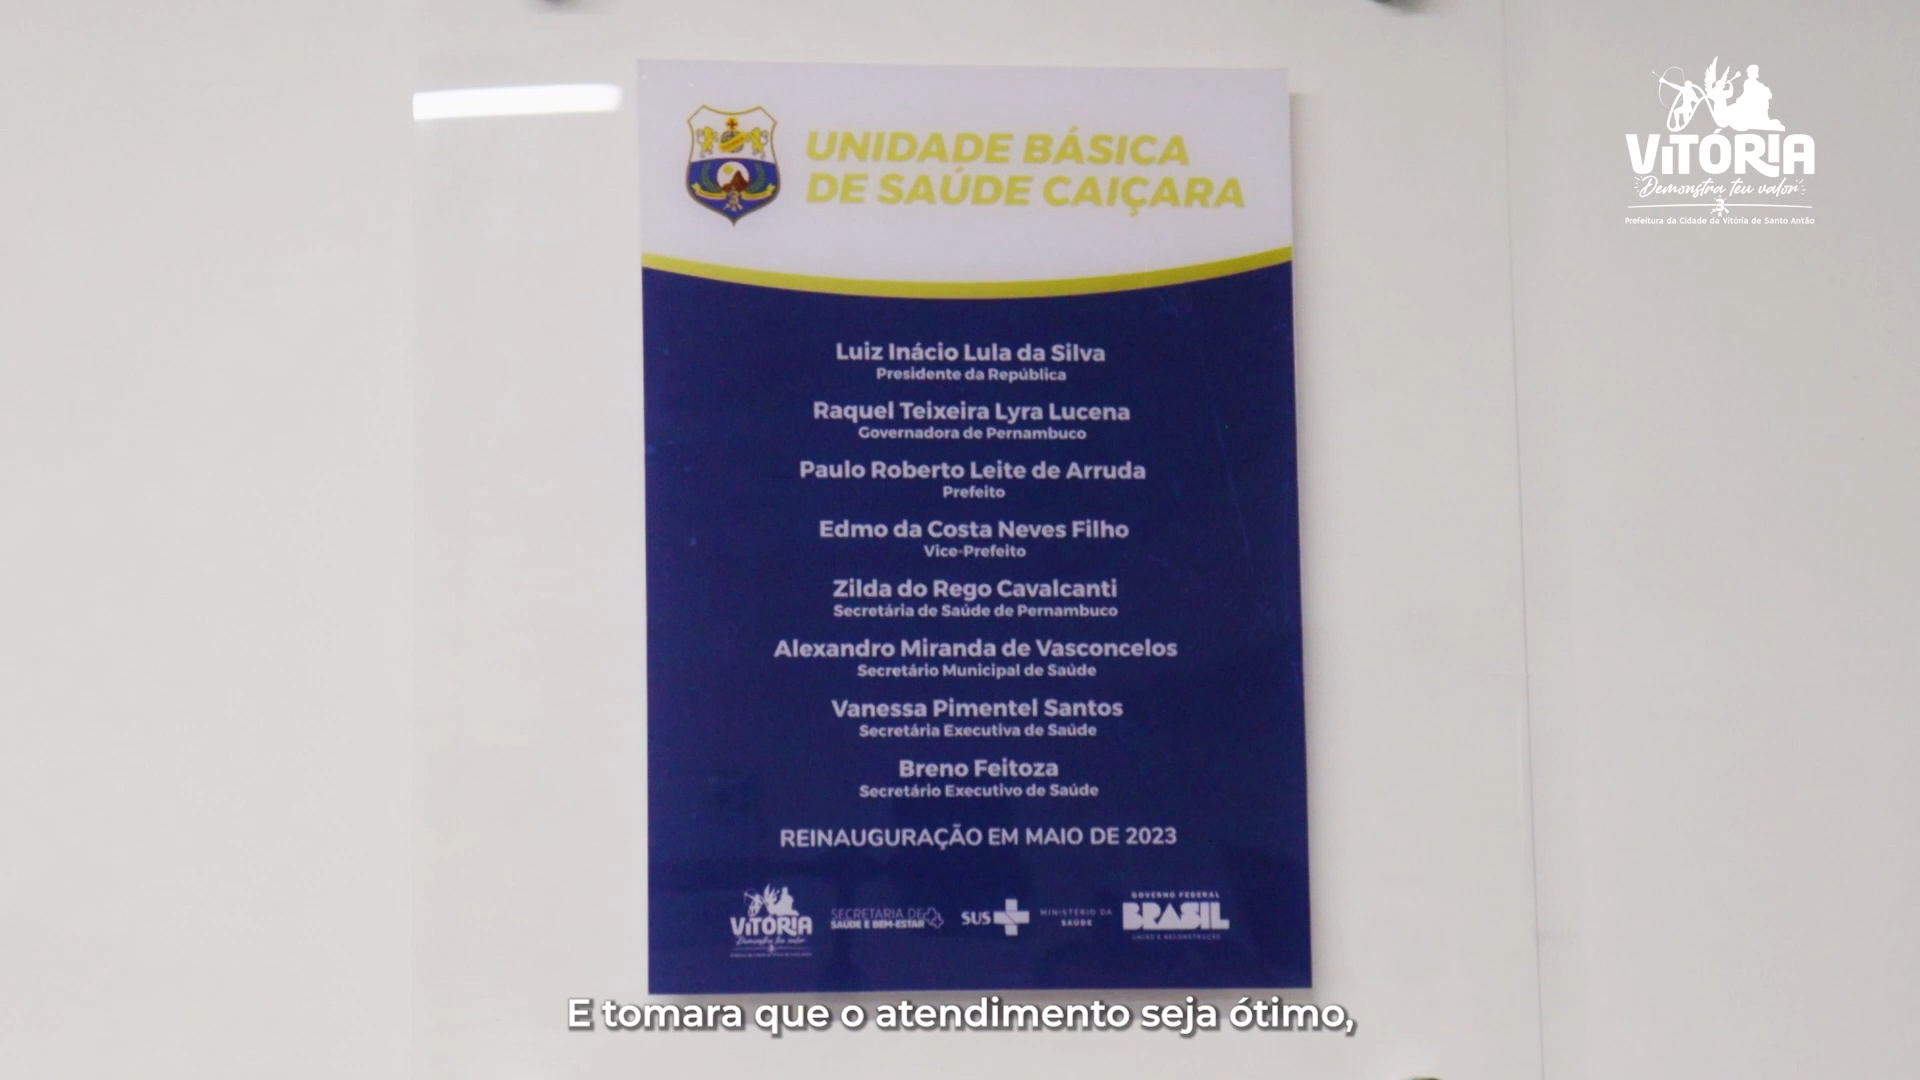 VITÓRIA
Demonstra teu valor
Prefeitura da Cidade da Vitória de Santo Antão
UNIDADE BÁSICA
DE SAÚDE CAIÇARA
Luiz Inácio Lula da Silva
Presidente da República
Raquel Teixeira Lyra Lucena
Governadora de Pernambuco
Paulo Roberto Leite de Arruda
Prefeito
Edmo da Costa Neves Filho
Vice-Prefeito
Zilda do Rego Cavalcanti
Secretária de Saúde de Pernambuco
Alexandro Miranda de Vasconcelos
Secretário Municipal de Saúde
Vanessa Pimentel Santos
Secretária Executiva de Saúde
Breno Feitoza
Secretário Executivo de Saúde
REINAUGURAÇÃO EM MAIO DE 2023
VITÓRIA
Demonstra teu valor
SECRETARIA DE
SAÚDE E BEM-ESTAR
SUS
MINISTÉRIO DA
SAÚDE
GOVERNO FEDERAL
BRASIL
UNIÃO E RECONSTRUÇÃO
E tomara que o atendimento seja ótimo,